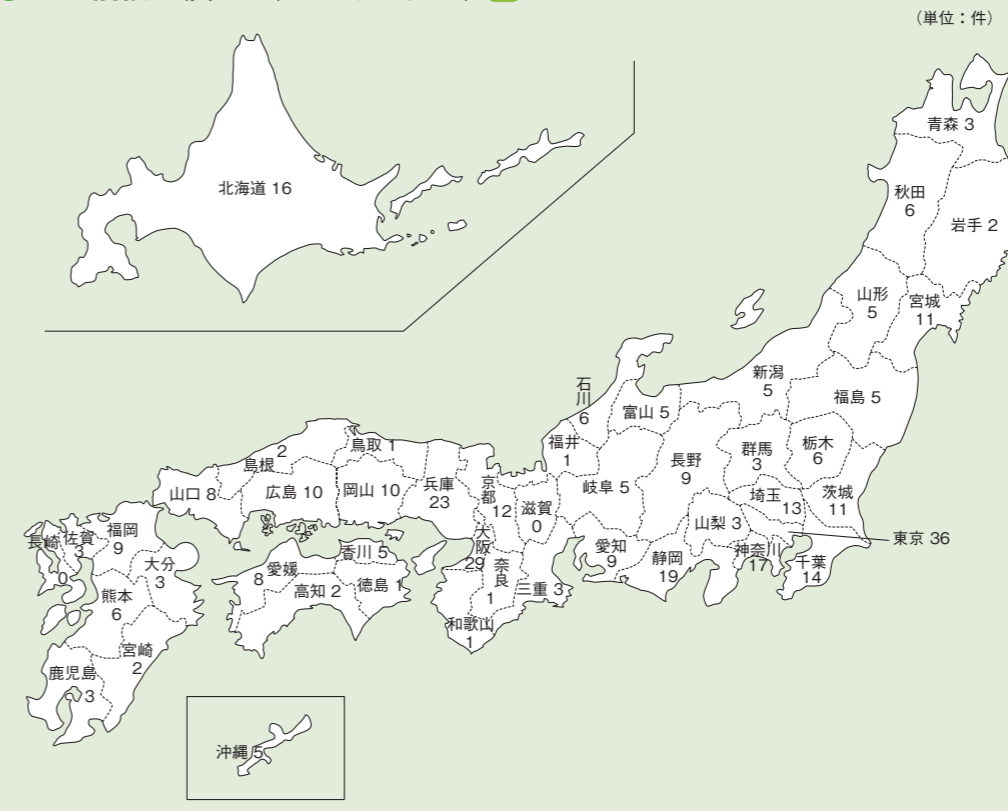 （単位：件）
北海道 16
青森 3
秋田
6
岩手 2
山形
5
宮城
11
新潟
5
福島 5
石川
6
富山 5
福井
1
岐阜 5
長野
9
群馬
3
栃木
6
埼玉
13
茨城
11
山梨 3
東京 36
神奈川
17
千葉
14
静岡
19
愛知
9
三重 3
滋賀
0
京都
12
大阪
29
奈良
1
和歌山
1
兵庫
23
鳥取 1
島根
2
岡山 10
広島 10
山口 8
香川 5
愛媛
8
高知 2
徳島 1
福岡
9
佐賀
3
長崎
0
大分
3
熊本
6
宮崎
2
鹿児島
3
沖縄 5